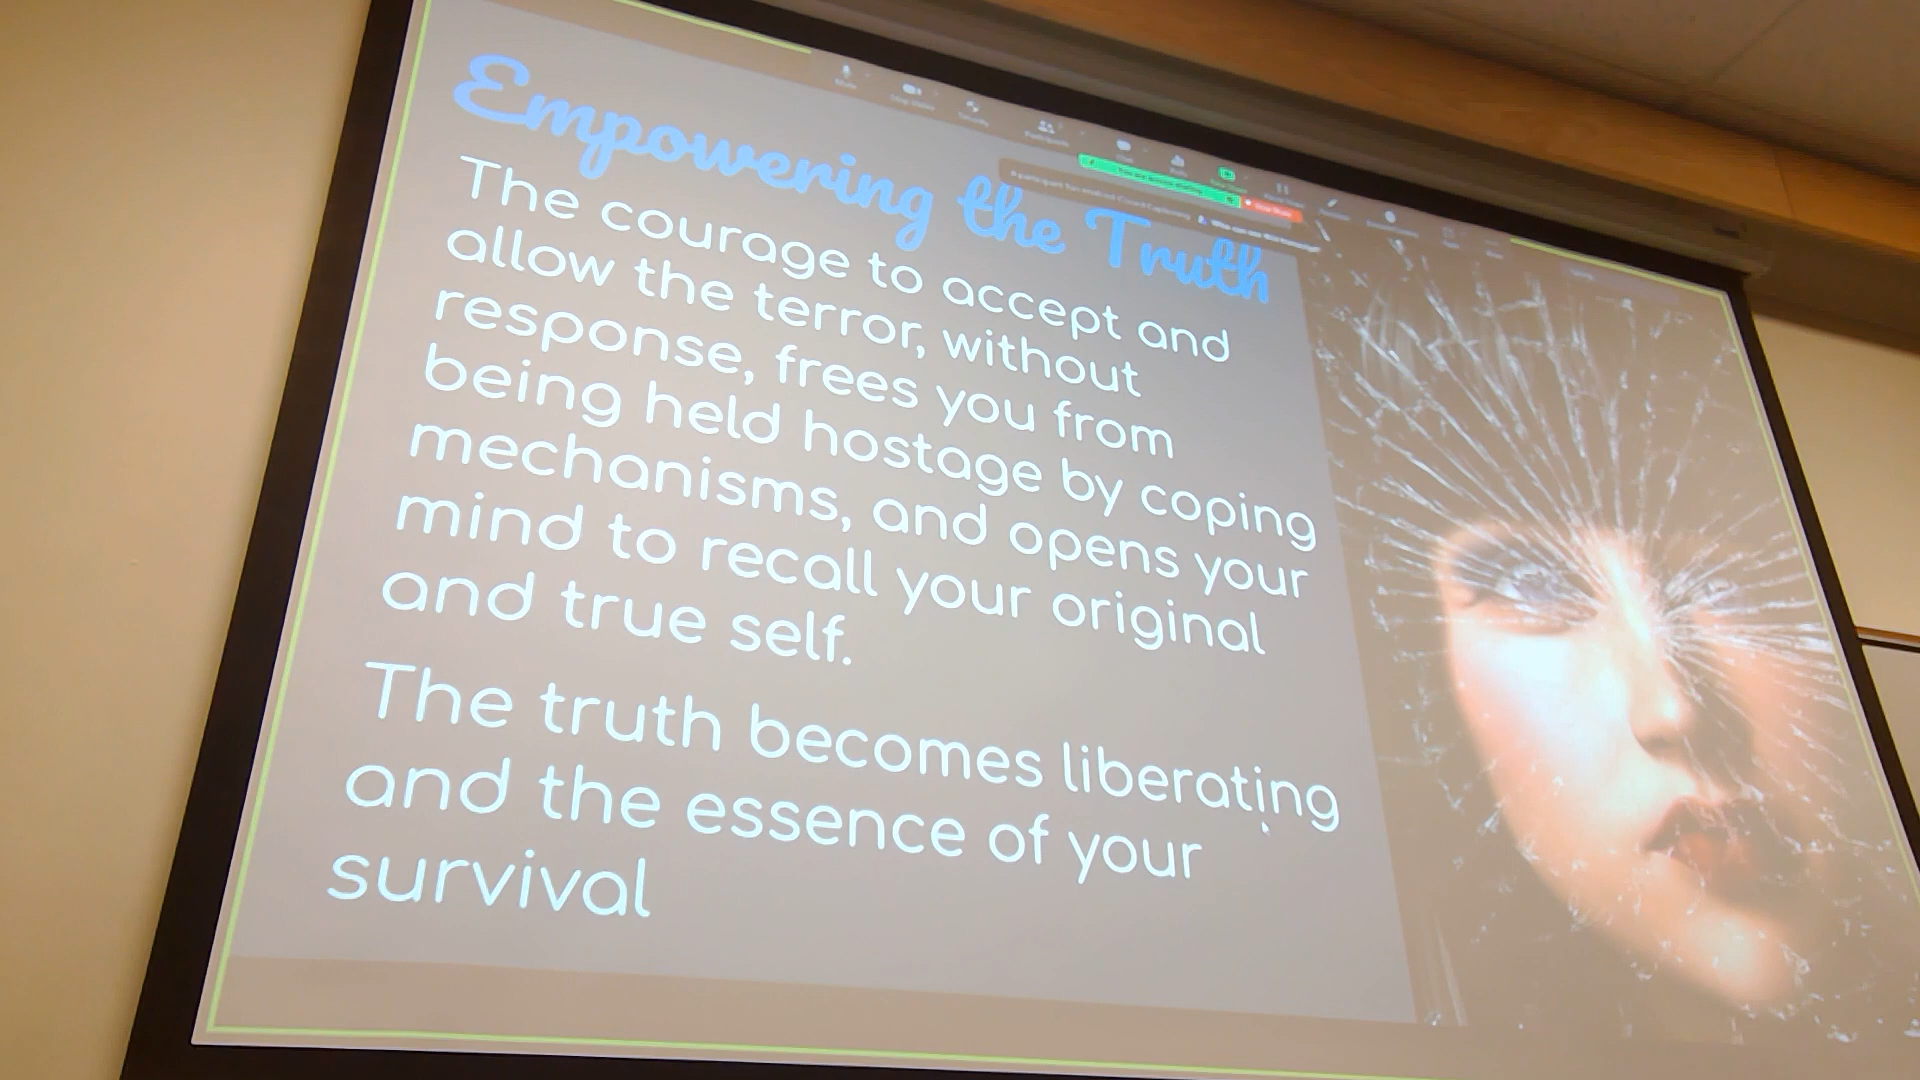 Empowering the Truth
The courage to accept and
allow the terror, without
response, frees you from
being held hostage by coping
mechanisms, and opens your
mind to recall your original
and true self.
The truth becomes liberating
and the essence of your
survival